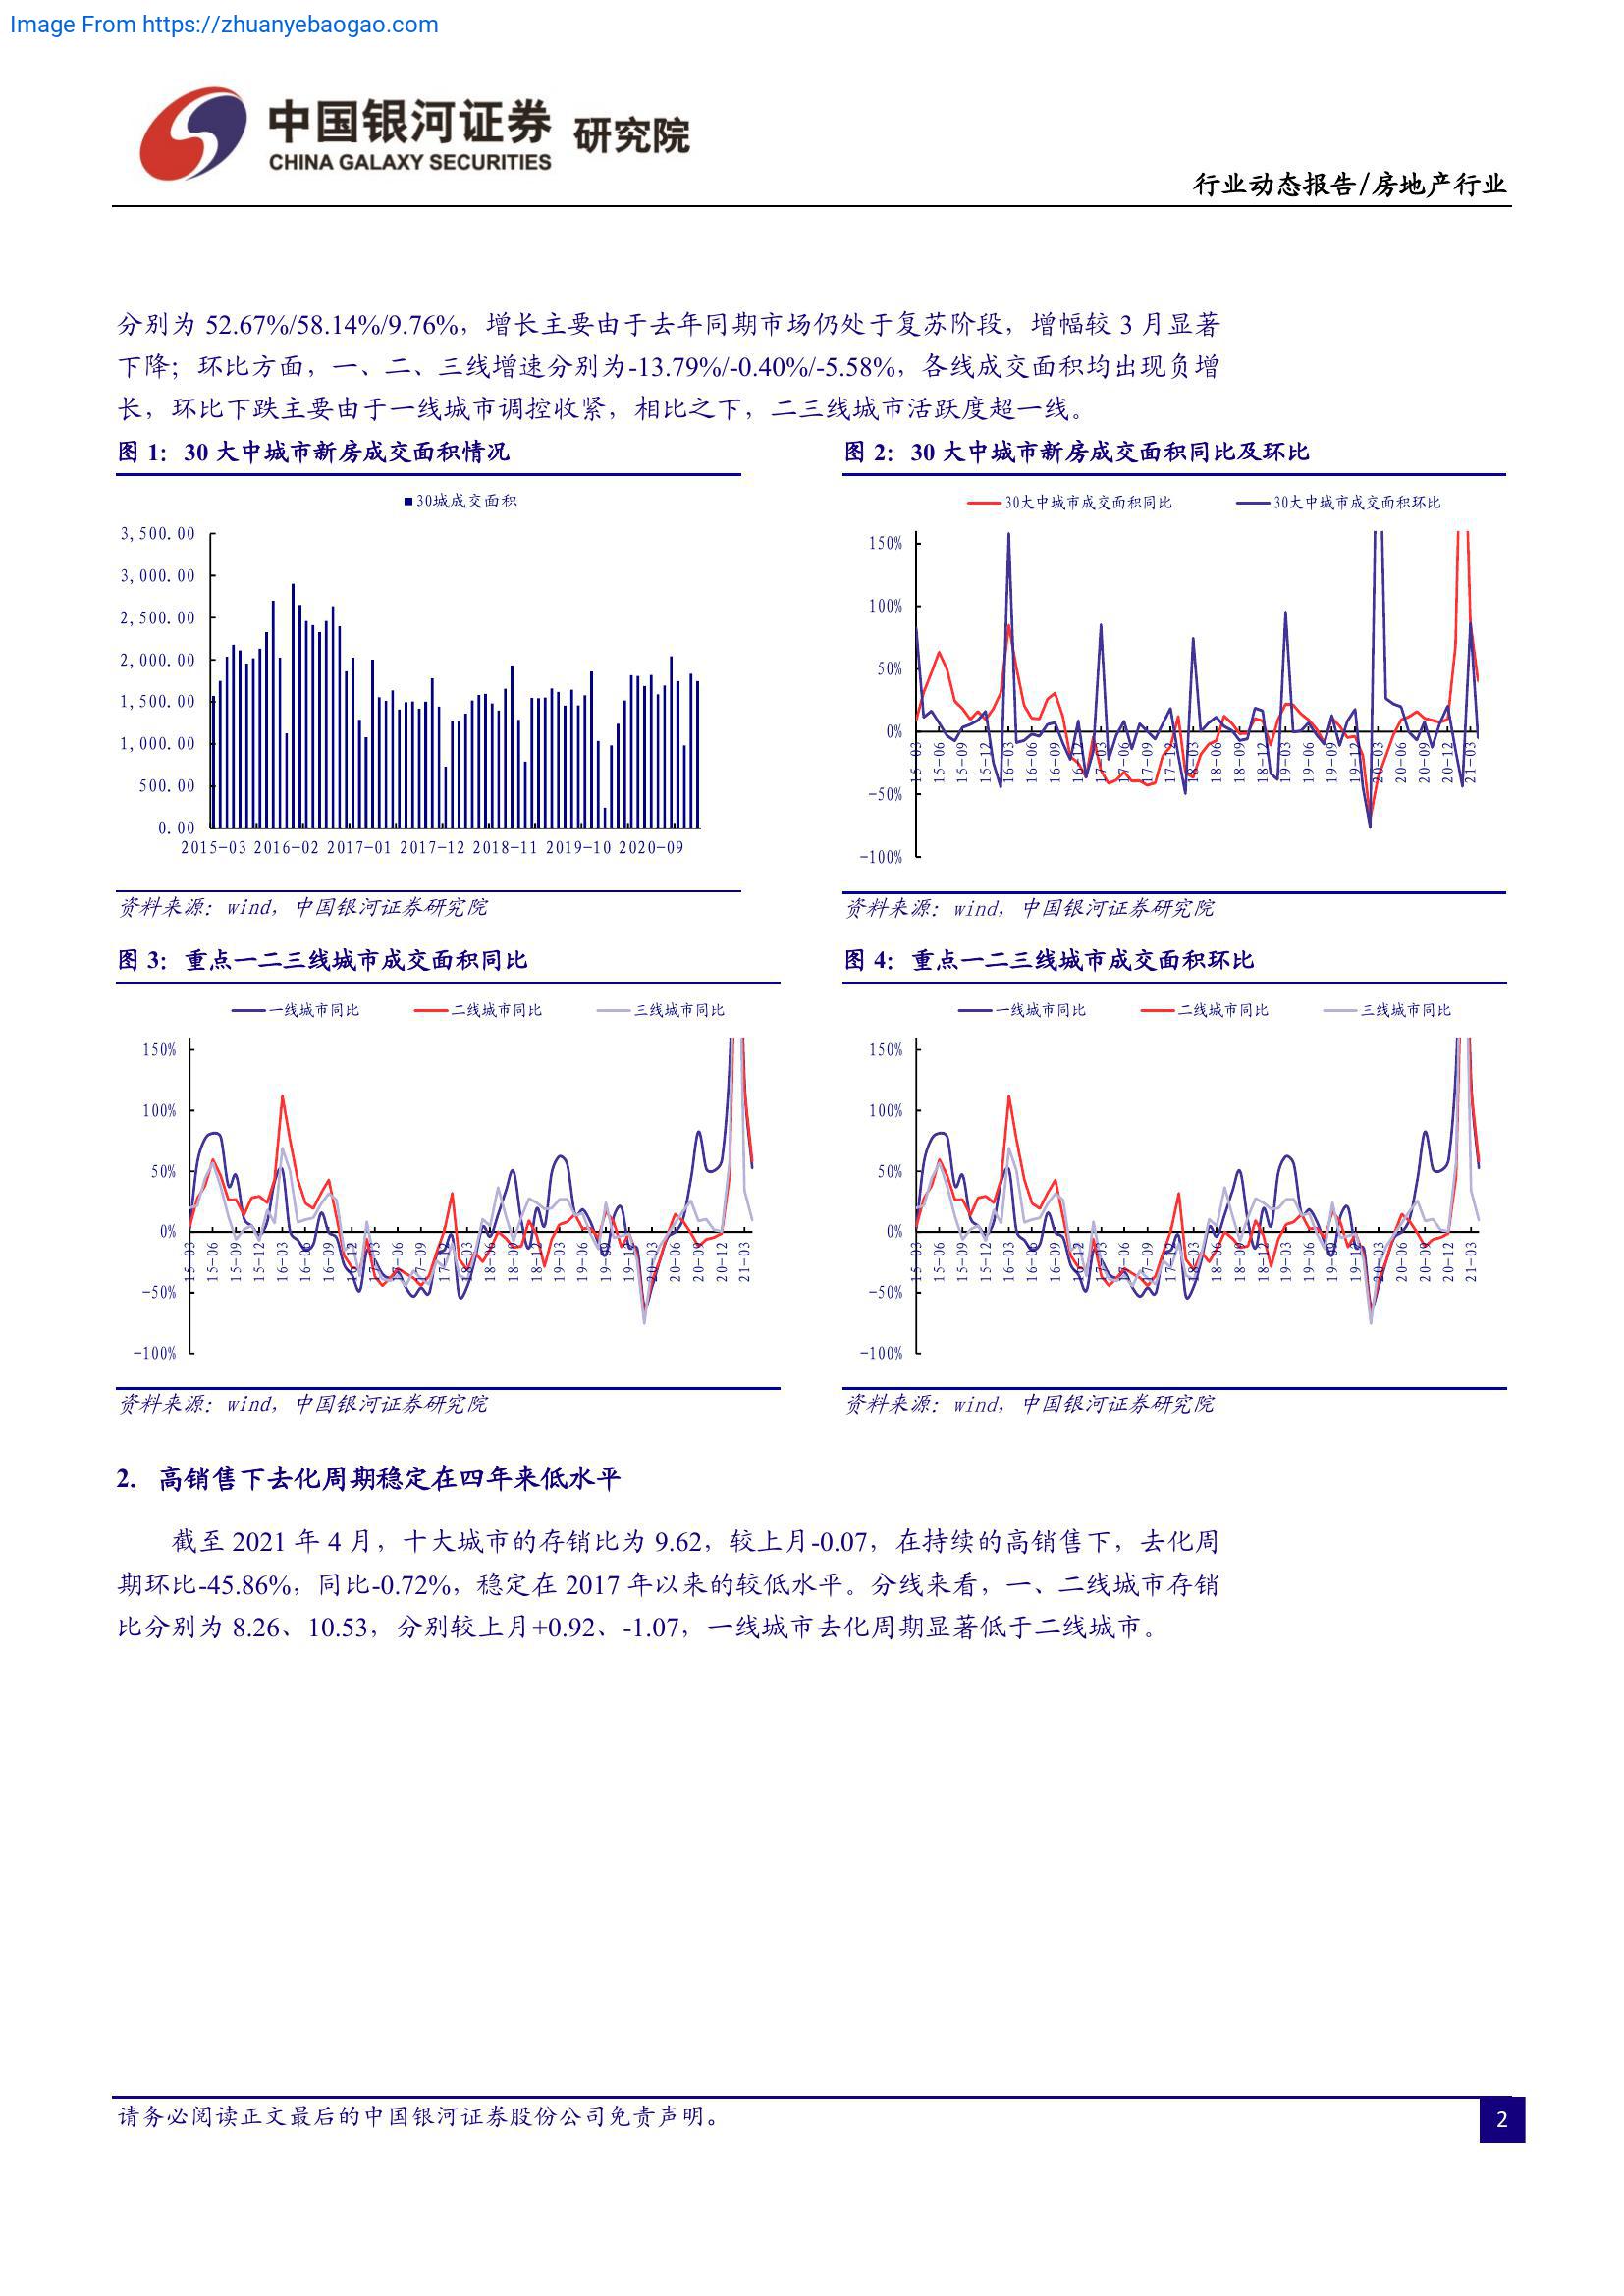 Image From https://zhuanyebaogao.com
中国银河证券 研究院
CHINA GALAXY SECURITIES
行业动态报告/房地产行业
分别为 52.67%/58.14%/9.76%，增长主要由于去年同期市场仍处于复苏阶段，增幅较 3 月显著
下降；环比方面，一、二、三线增速分别为-13.79%/-0.40%/-5.58%，各线成交面积均出现负增
长，环比下跌主要由于一线城市调控收紧，相比之下，二三线城市活跃度超一线。
图 1：30 大中城市新房成交面积情况
30城成交面积
3,500.00
3,000.00
2,500.00
2,000.00
1,500.00
1,000.00
500.00
0.00
2015-03 2016-02 2017-01 2017-12 2018-11 2019-10 2020-09
资料来源：wind，中国银河证券研究院
图 2：30 大中城市新房成交面积同比及环比
30大中城市成交面积同比 30大中城市成交面积环比
150%
100%
50%
0%
-50%
-100%
15-03 15-06 15-09 15-12 16-03 16-06 16-09 16-12 17-03 17-06 17-09 17-12 18-03 18-06 18-09 18-12 19-03 19-06 19-09 19-12 20-03 20-06 20-09 20-12 21-03
资料来源：wind，中国银河证券研究院
图 3：重点一二三线城市成交面积同比
一线城市同比 二线城市同比 三线城市同比
150%
100%
50%
0%
-50%
-100%
15-03 15-06 15-09 15-12 16-03 16-06 16-09 16-12 17-03 17-06 17-09 17-12 18-03 18-06 18-09 18-12 19-03 19-06 19-09 19-12 20-03 20-06 20-09 20-12 21-03
资料来源：wind，中国银河证券研究院
图 4：重点一二三线城市成交面积环比
一线城市同比 二线城市同比 三线城市同比
150%
100%
50%
0%
-50%
-100%
15-03 15-06 15-09 15-12 16-03 16-06 16-09 16-12 17-03 17-06 17-09 17-12 18-03 18-06 18-09 18-12 19-03 19-06 19-09 19-12 20-03 20-06 20-09 20-12 21-03
资料来源：wind，中国银河证券研究院
2. 高销售下去化周期稳定在四年来低水平
截至 2021 年 4 月，十大城市的存销比为 9.62，较上月-0.07，在持续的高销售下，去化周
期环比-45.86%，同比-0.72%，稳定在 2017 年以来的较低水平。分线来看，一、二线城市存销
比分别为 8.26、10.53，分别较上月+0.92、-1.07，一线城市去化周期显著低于二线城市。
请务必阅读正文最后的中国银河证券股份公司免责声明。
2